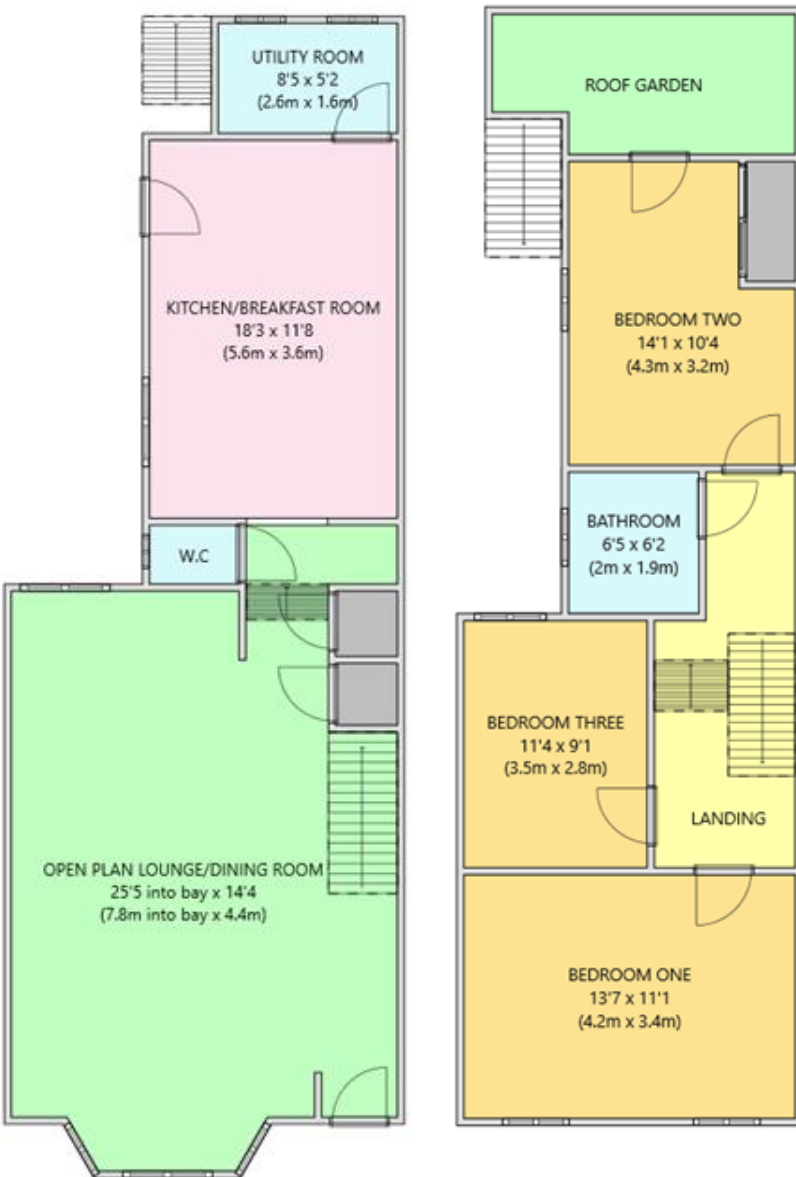 UTILITY ROOM
8'5 x 5'2
(2.6m x 1.6m)
KITCHEN/BREAKFAST ROOM
18'3 x 11'8
(5.6m x 3.6m)
W.C
OPEN PLAN LOUNGE/DINING ROOM
25'5 into bay x 14'4
(7.8m into bay x 4.4m)
ROOF GARDEN
BEDROOM TWO
14'1 x 10'4
(4.3m x 3.2m)
BATHROOM
6'5 x 6'2
(2m x 1.9m)
BEDROOM THREE
11'4 x 9'1
(3.5m x 2.8m)
LANDING
BEDROOM ONE
13'7 x 11'1
(4.2m x 3.4m)